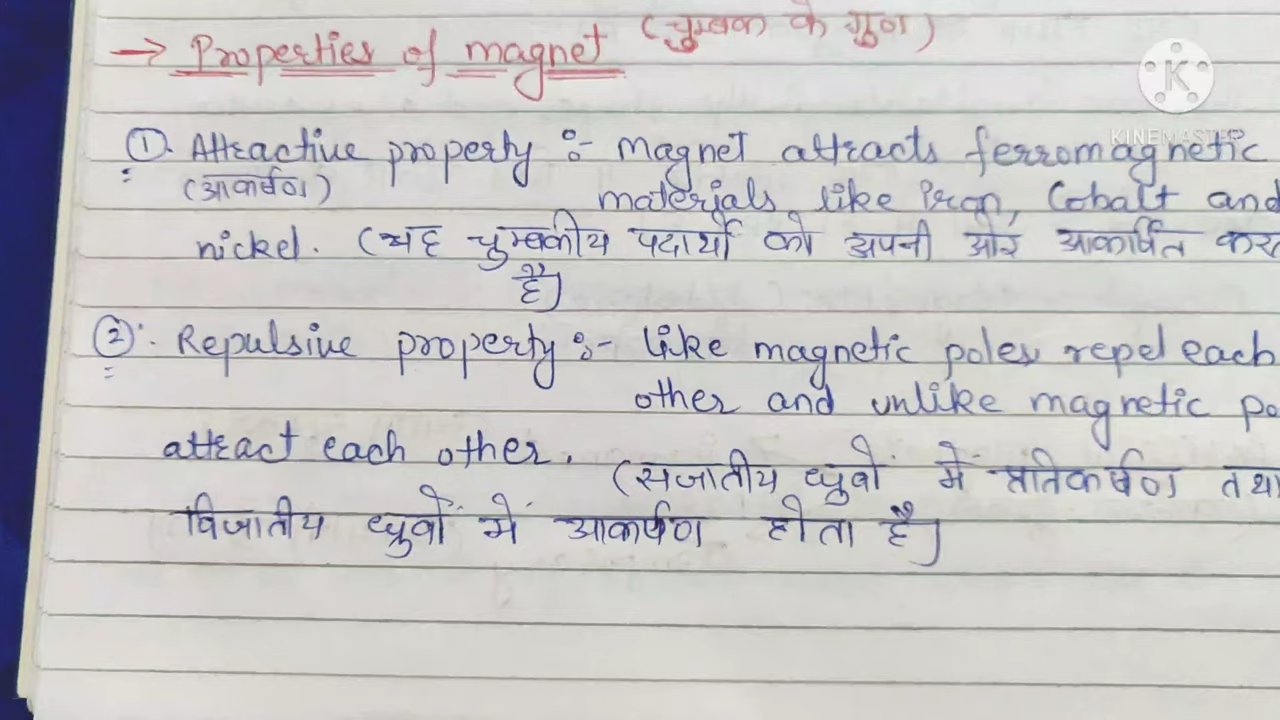 → Properties of magnet (चुम्बक के गुण)
K
KINEMASTER
①. Attractive property :- Magnet attracts ferromagnetic
(आकर्षण) materials like Iron, Cobalt and
nickel. (यह चुम्बकीय पदार्थों को अपनी ओर आकर्षित कर
है)
②. Repulsive property :- Like magnetic poles repel each
other and unlike magnetic po
attract each other. (सजातीय ध्रुवों में प्रतिकर्षण तथा
विजातीय ध्रुवों में आकर्षण होता है)